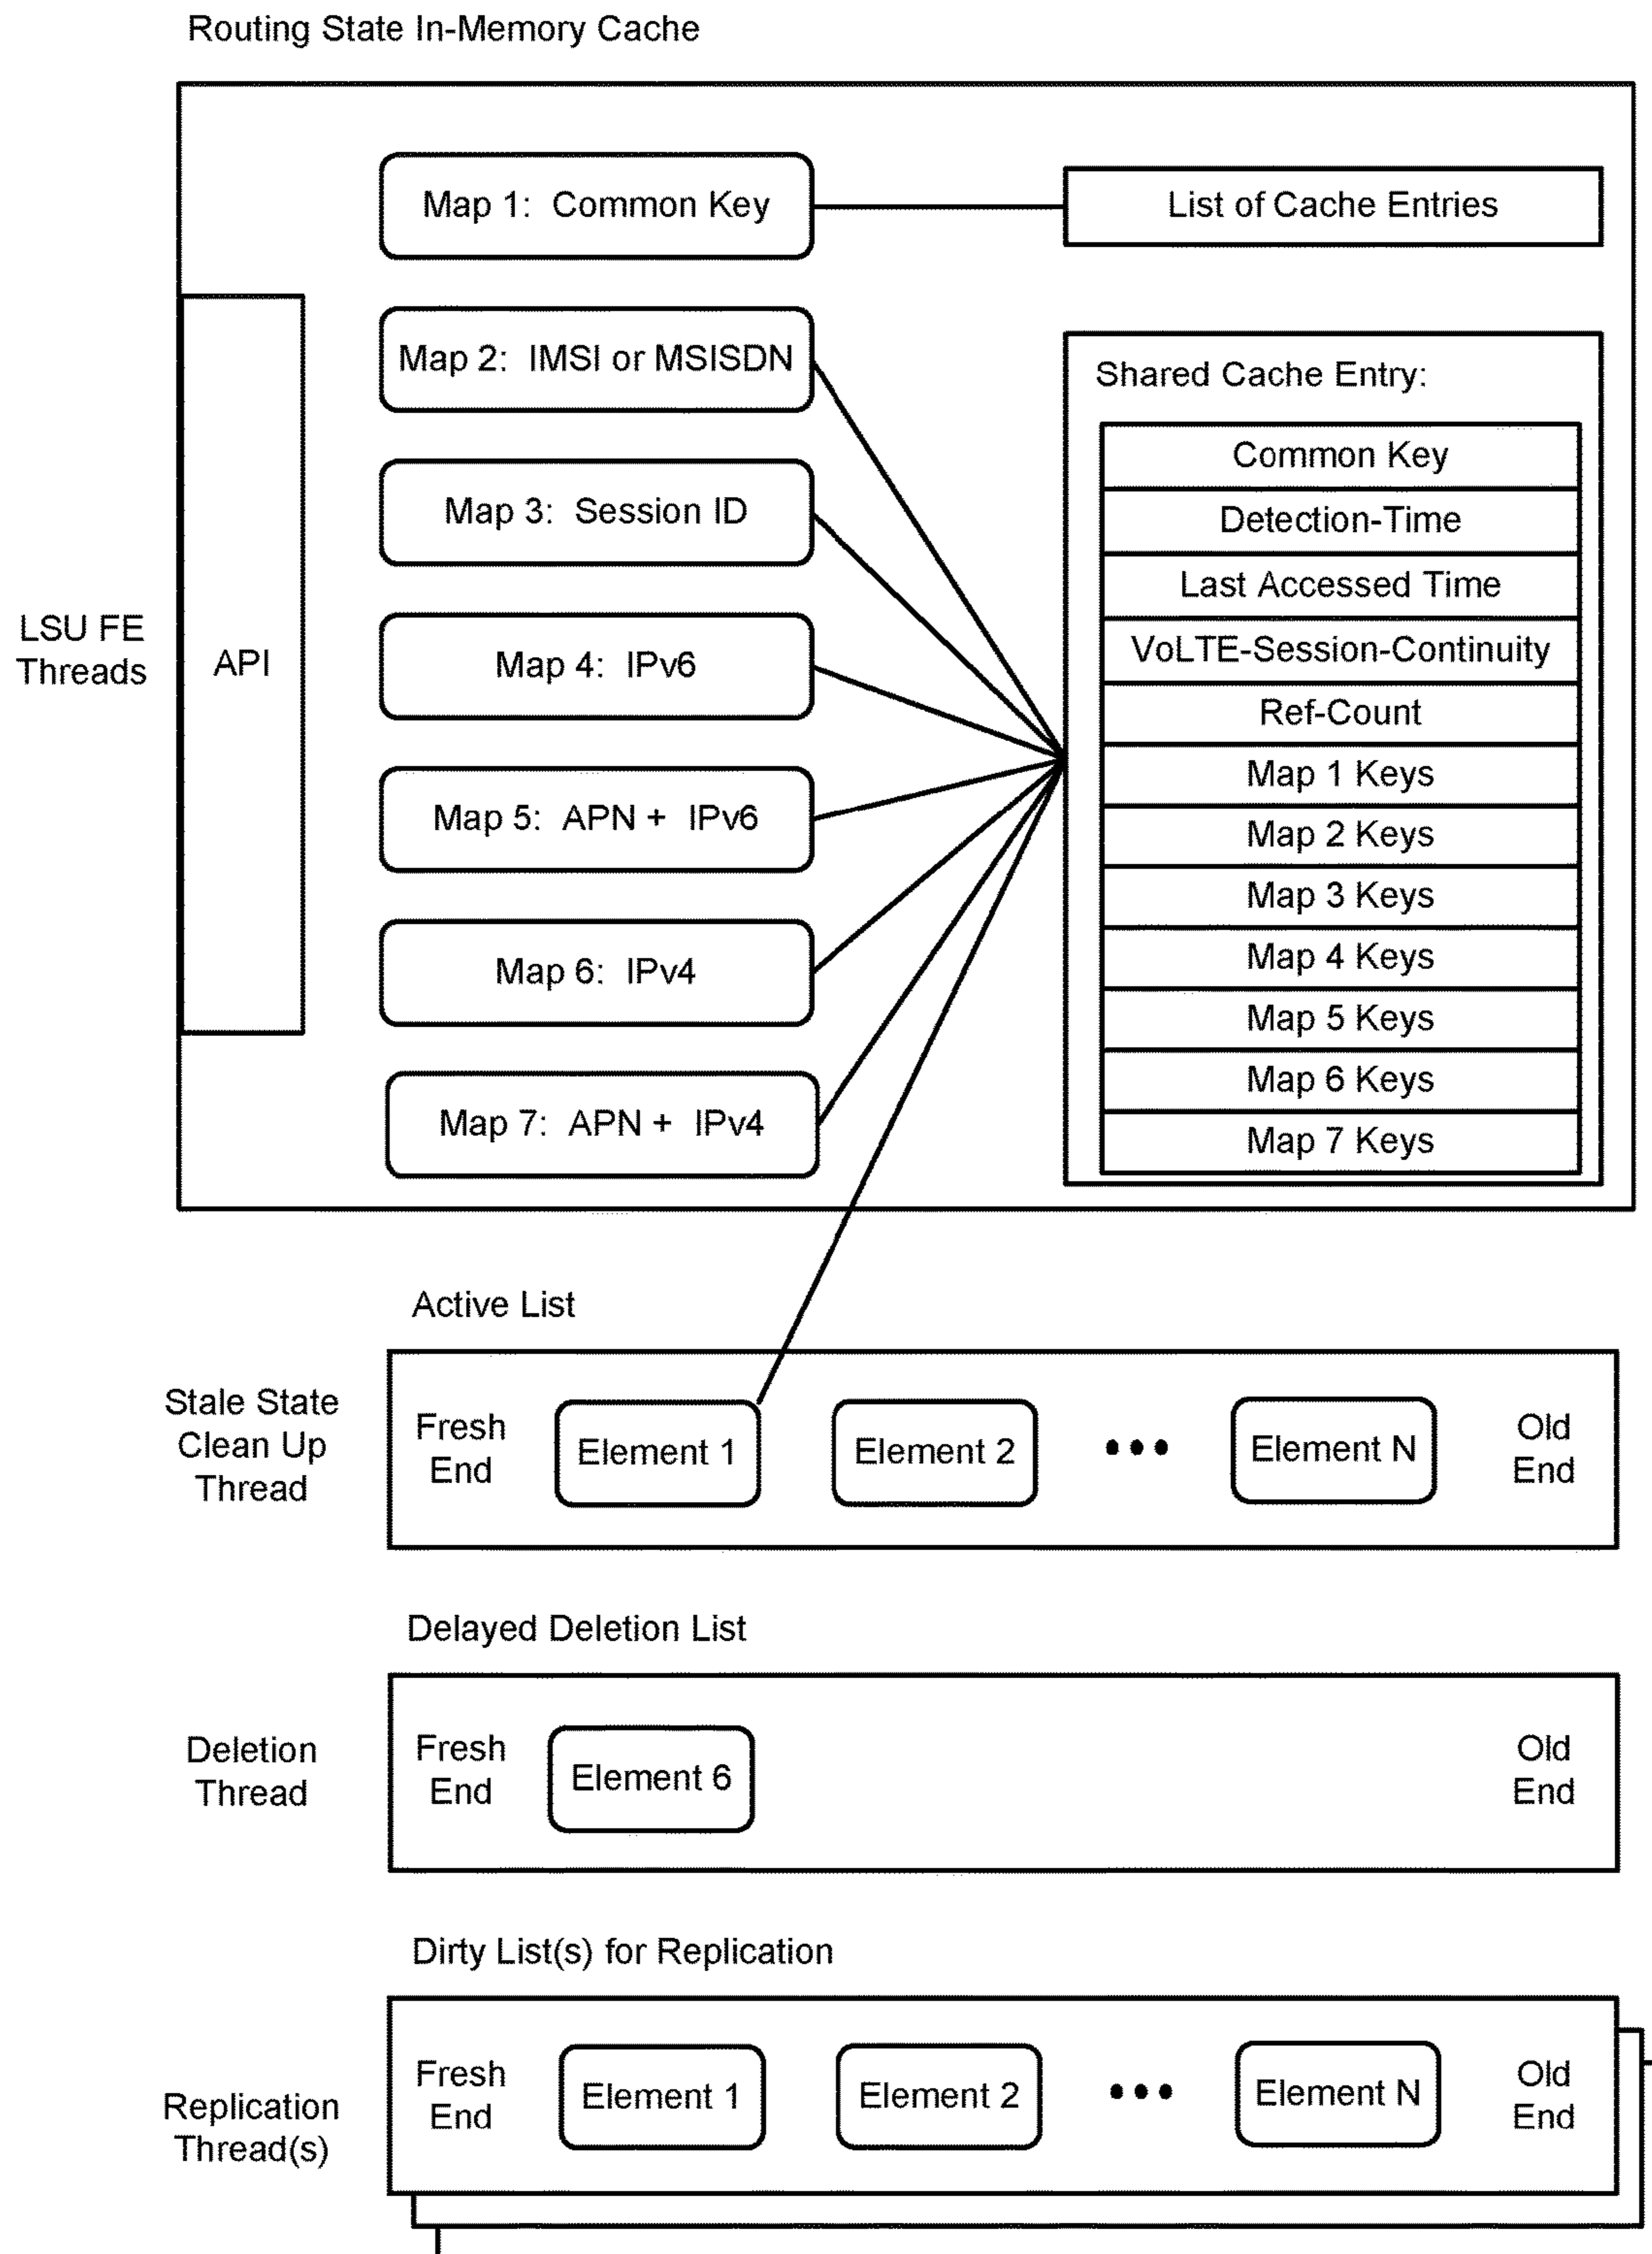 Routing State In-Memory Cache
Map 1: Common Key
List of Cache Entries
LSU FE
Threads
API
Map 2: IMSI or MSISDN
Map 3: Session ID
Map 4: IPv6
Map 5: APN + IPv6
Map 6: IPv4
Map 7: APN + IPv4
Shared Cache Entry:
Common Key
Detection-Time
Last Accessed Time
VoLTE-Session-Continuity
Ref-Count
Map 1 Keys
Map 2 Keys
Map 3 Keys
Map 4 Keys
Map 5 Keys
Map 6 Keys
Map 7 Keys
Active List
Stale State
Clean Up
Thread
Fresh
End
Element 1
Element 2
•••
Element N
Old
End
Delayed Deletion List
Deletion
Thread
Fresh
End
Element 6
Old
End
Dirty List(s) for Replication
Replication
Thread(s)
Fresh
End
Element 1
Element 2
•••
Element N
Old
End